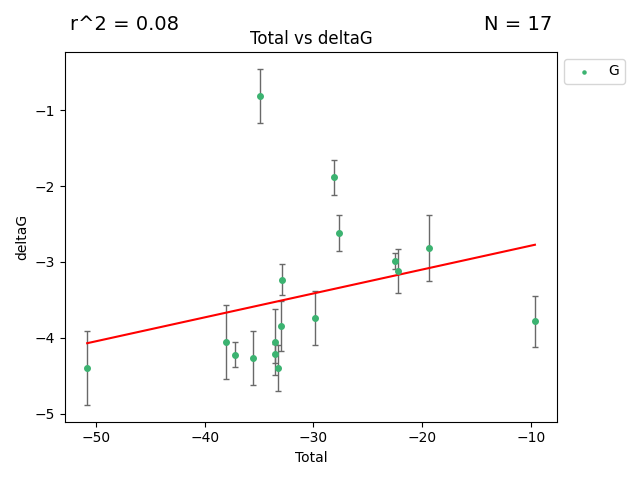 r^2 = 0.08
N = 17
Total vs deltaG
G
−1
−2
−3
−4
−5
deltaG
−50 −40 −30 −20 −10
Total